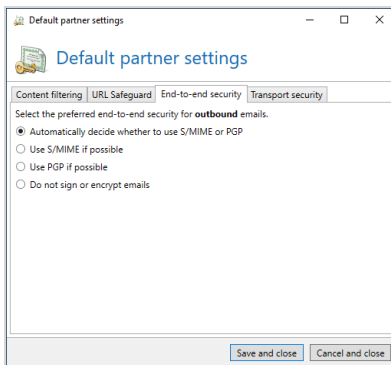 Default partner settings
Default partner settings
Content filtering URL Safeguard End-to-end security Transport security
Select the preferred end-to-end security for outbound emails.
Automatically decide whether to use S/MIME or PGP
Use S/MIME if possible
Use PGP if possible
Do not sign or encrypt emails
Save and close Cancel and close